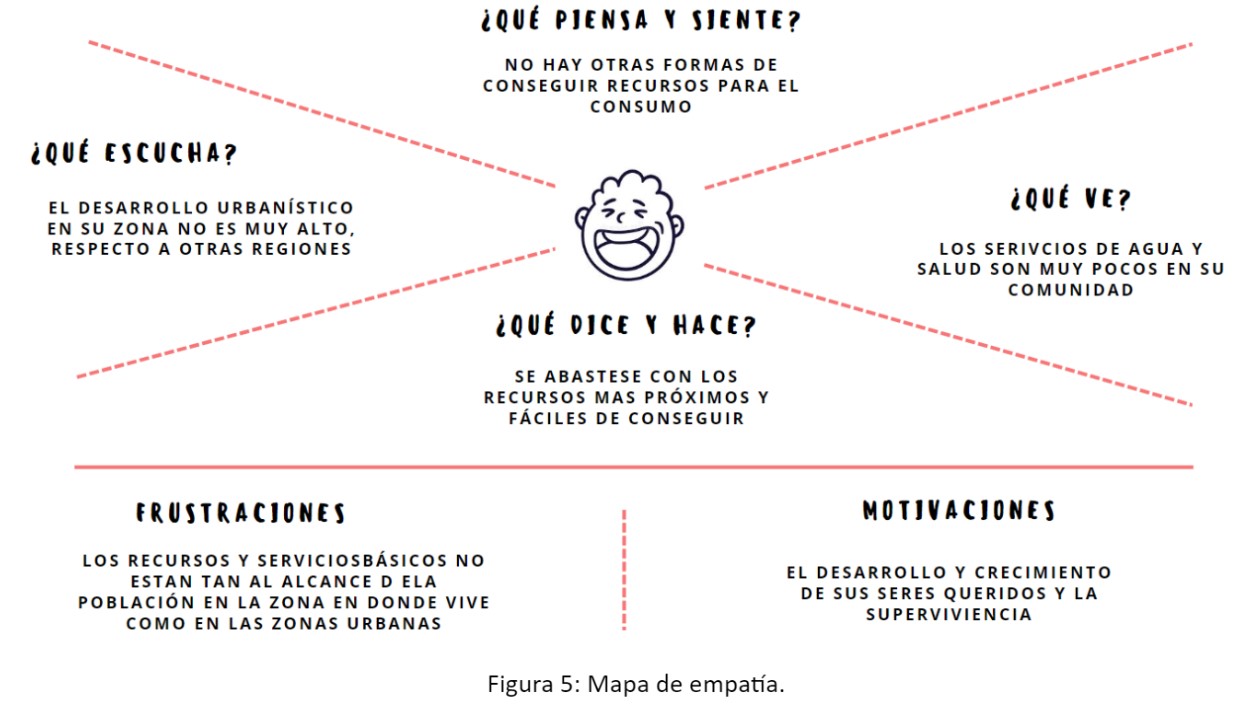 ¿QUÉ PIENSA Y SIENTE?
NO HAY OTRAS FORMAS DE
CONSEGUIR RECURSOS PARA EL
CONSUMO
¿QUÉ ESCUCHA?
EL DESARROLLO URBANÍSTICO
EN SU ZONA NO ES MUY ALTO,
RESPECTO A OTRAS REGIONES
¿QUÉ VE?
LOS SERIVCIOS DE AGUA Y
SALUD SON MUY POCOS EN SU
COMUNIDAD
¿QUÉ DICE Y HACE?
SE ABASTESE CON LOS
RECURSOS MAS PRÓXIMOS Y
FÁCILES DE CONSEGUIR
FRUSTRACIONES
LOS RECURSOS Y SERVICIOSBÁSICOS NO
ESTAN TAN AL ALCANCE D ELA
POBLACIÓN EN LA ZONA EN DONDE VIVE
COMO EN LAS ZONAS URBANAS
MOTIVACIONES
EL DESARROLLO Y CRECIMIENTO
DE SUS SERES QUERIDOS Y LA
SUPERVIVIENCIA
Figura 5: Mapa de empatía.